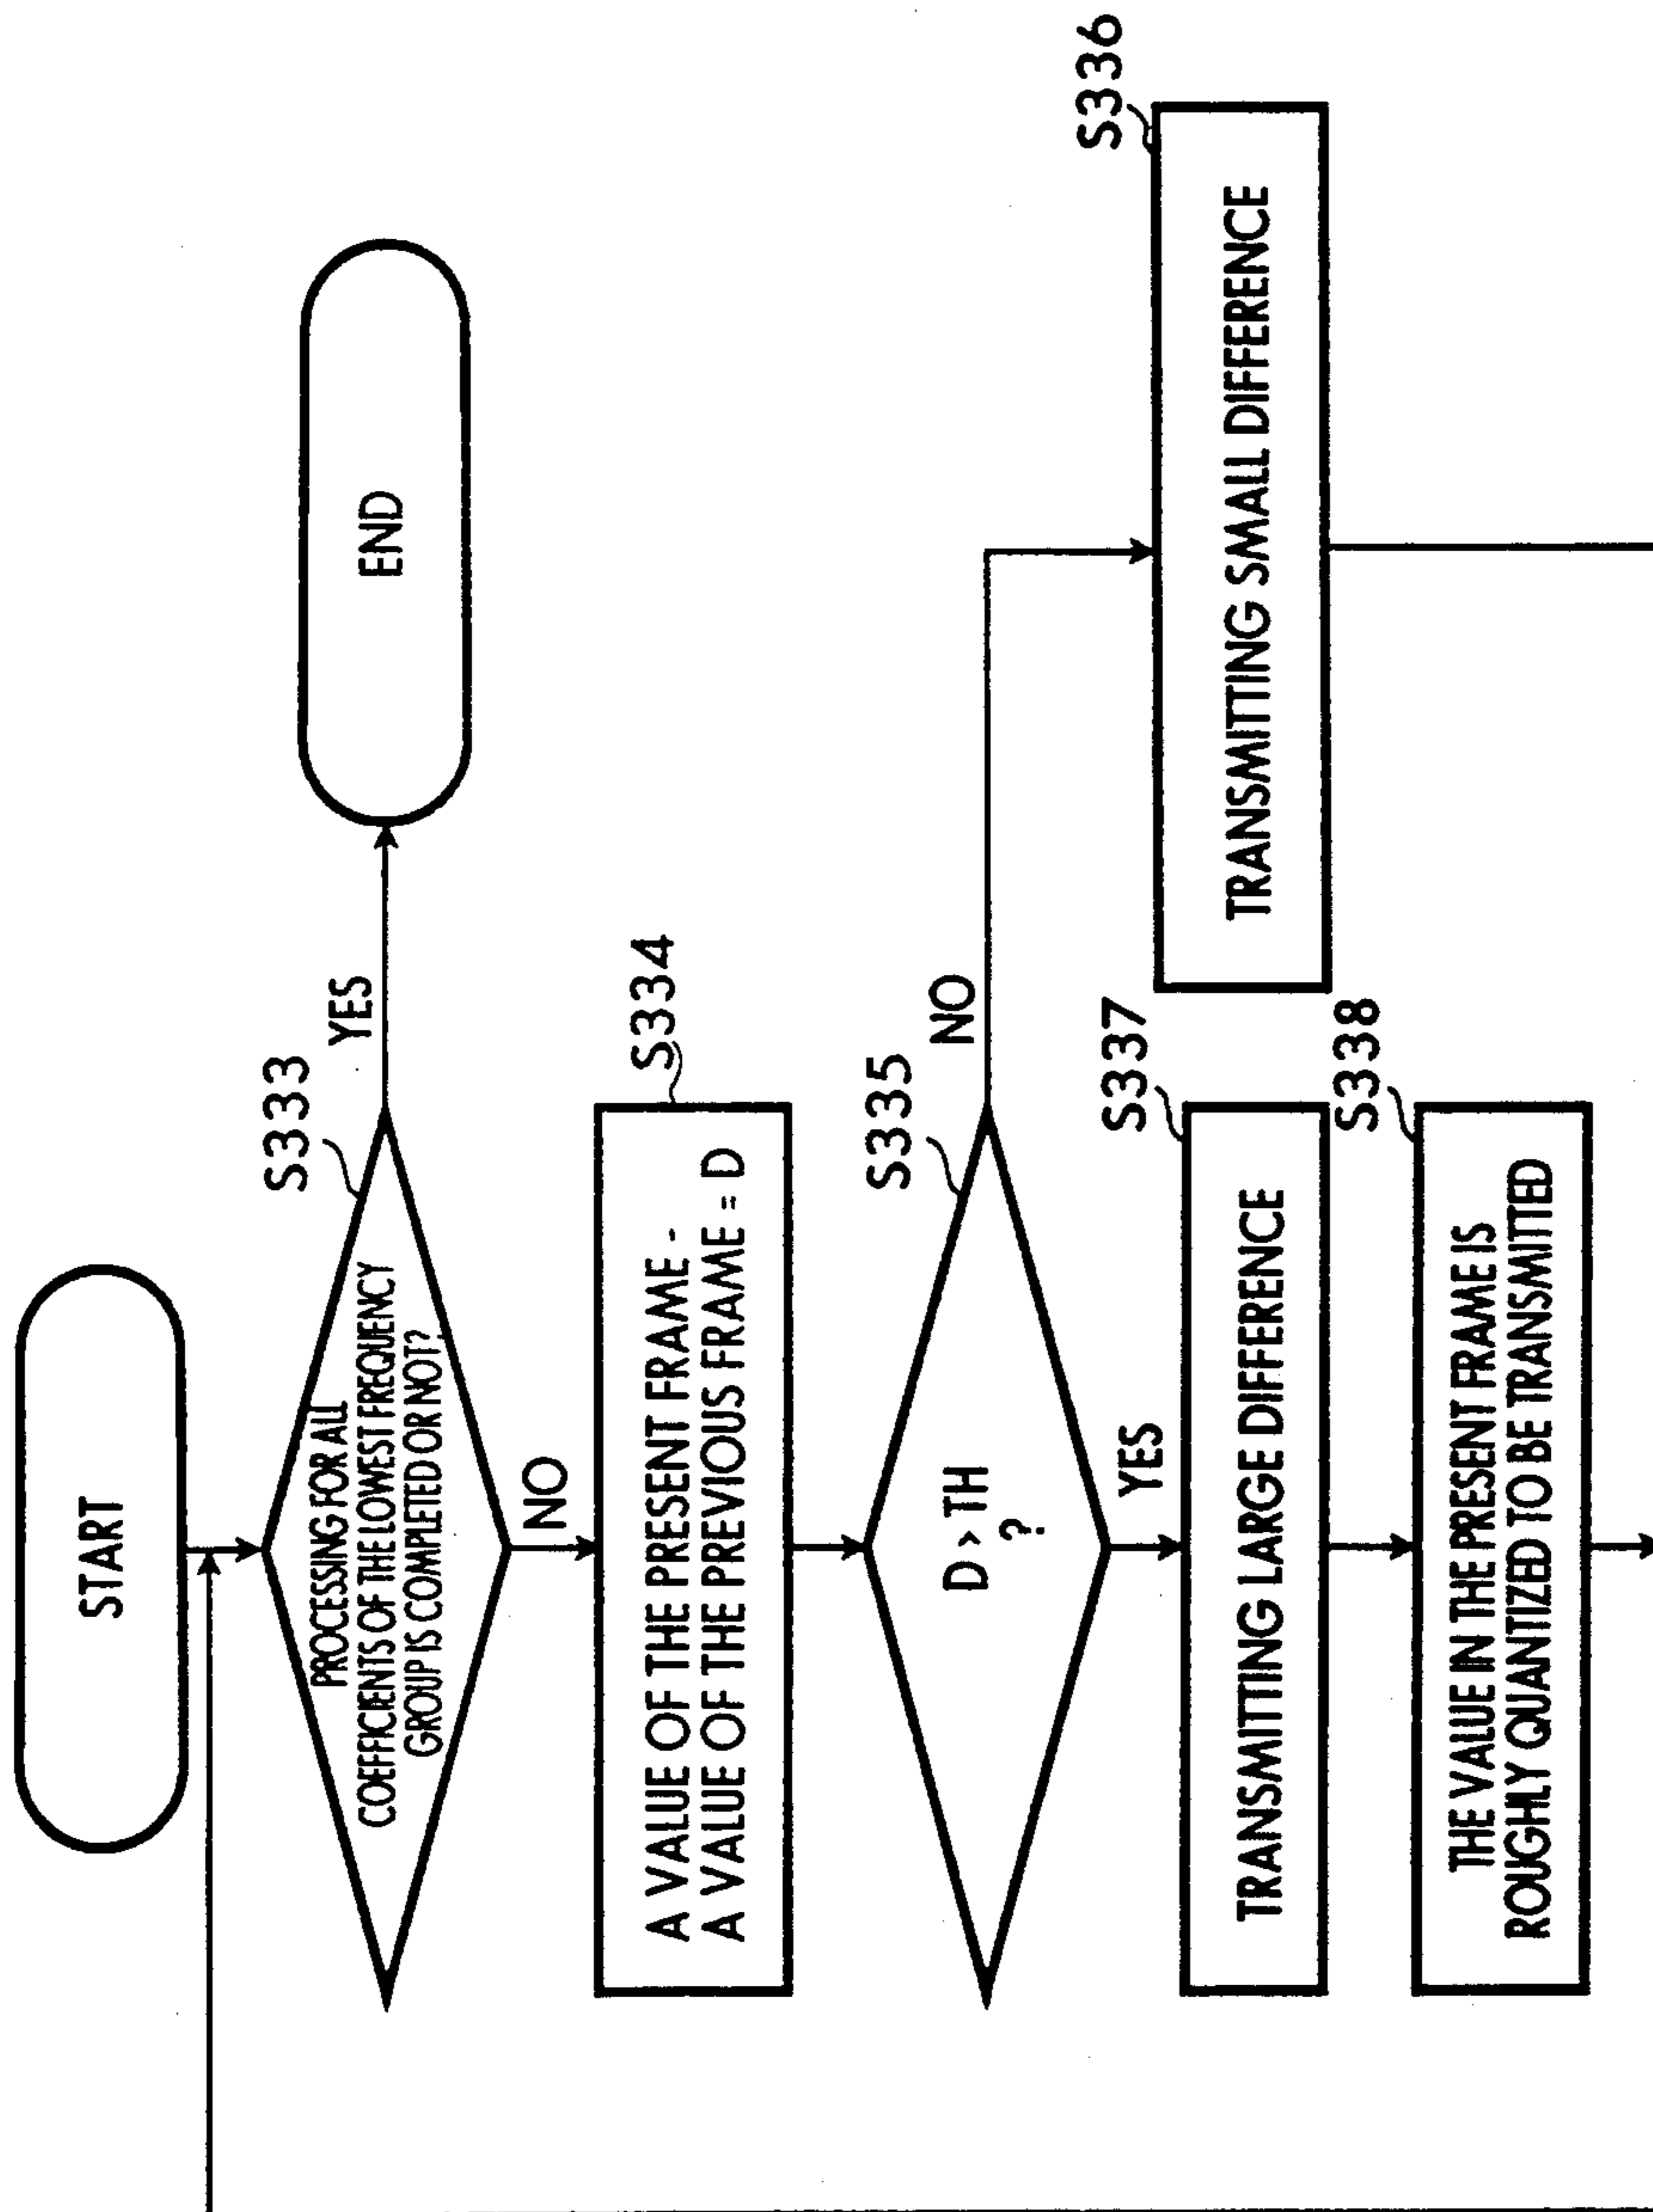 START
S333
PROCESSING FOR ALL
COEFFICIENTS OF THE LOWEST FREQUENCY
GROUP IS COMPLETED OR NOT?
YES
END
NO
S334
A VALUE OF THE PRESENT FRAME -
A VALUE OF THE PREVIOUS FRAME = D
S335
D > TH
?
NO
S336
TRANSMITTING SMALL DIFFERENCE
YES
S337
TRANSMITTING LARGE DIFFERENCE
S338
THE VALUE IN THE PRESENT FRAME IS
ROUGHLY QUANTIZED TO BE TRANSMITTED